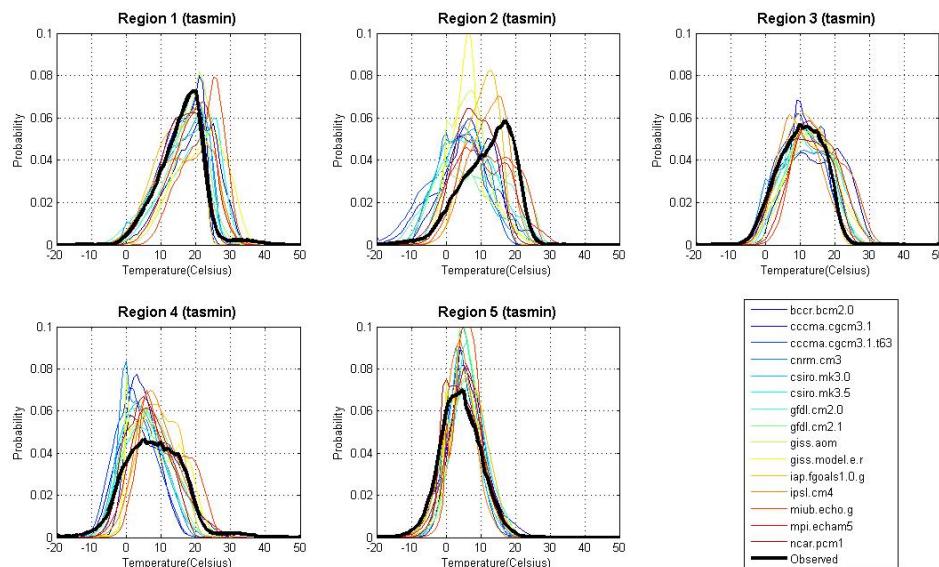 Region 1 (tasmin)
0.1
0.08
0.06
0.04
0.02
0
Probability
-20 -10 0 10 20 30 40 50
Temperature(Celsius)
Region 2 (tasmin)
0.1
0.08
0.06
0.04
0.02
0
Probability
-20 -10 0 10 20 30 40 50
Temperature(Celsius)
Region 3 (tasmin)
0.1
0.08
0.06
0.04
0.02
0
Probability
-20 -10 0 10 20 30 40 50
Temperature(Celsius)
Region 4 (tasmin)
0.1
0.08
0.06
0.04
0.02
0
Probability
-20 -10 0 10 20 30 40 50
Temperature(Celsius)
Region 5 (tasmin)
0.1
0.08
0.06
0.04
0.02
0
Probability
-20 -10 0 10 20 30 40 50
Temperature(Celsius)
bccr.bcm2.0
cccma.cgcm3.1
cccma.cgcm3.1.t63
cnrm.cm3
csiro.mk3.0
csiro.mk3.5
gfdl.cm2.0
gfdl.cm2.1
giss.aom
giss.model.e.r
iap.fgoals1.0.g
ipsl.cm4
miub.echo.g
mpi.echam5
ncar.pcm1
Observed